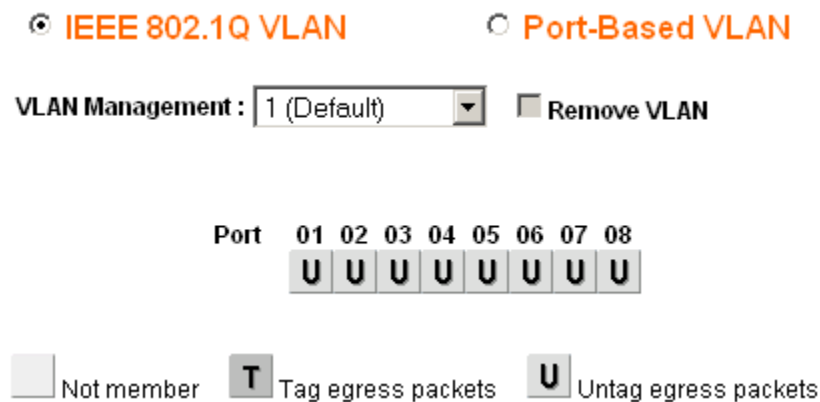 IEEE 802.1Q VLAN Port-Based VLAN
VLAN Management : 1 (Default) Remove VLAN
Port 01 02 03 04 05 06 07 08
U U U U U U U U
Not member T Tag egress packets U Untag egress packets